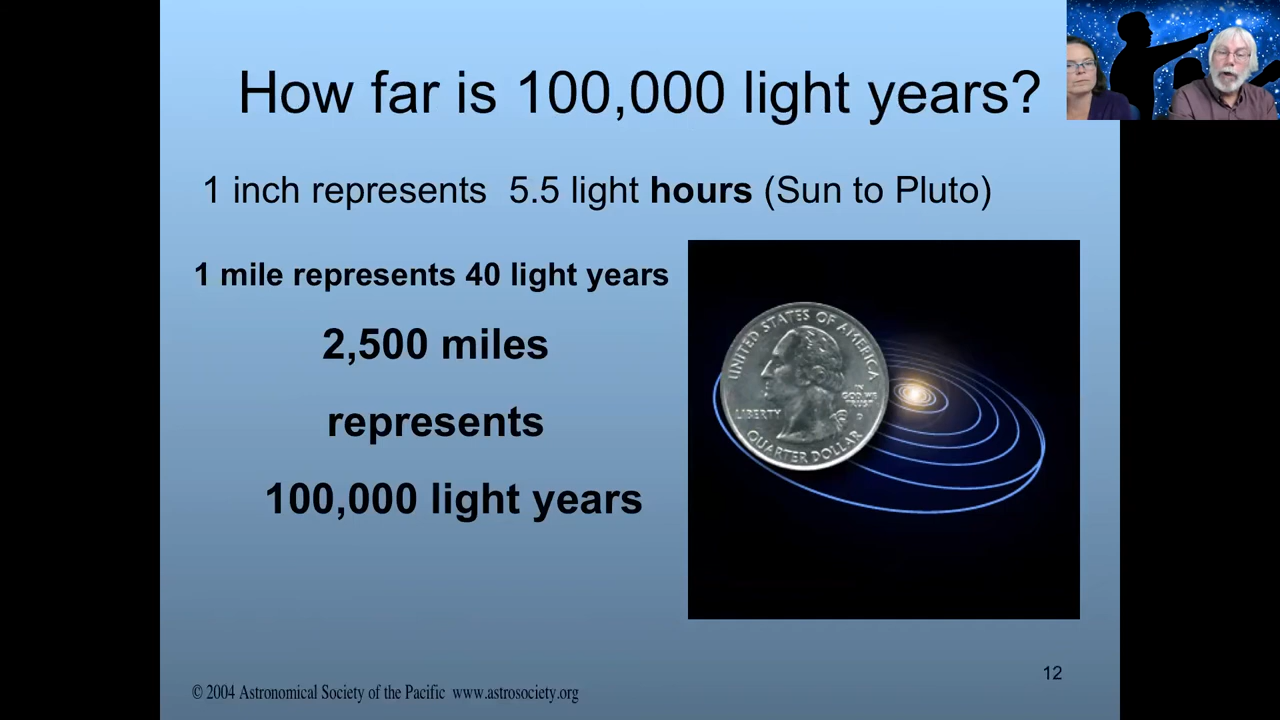 How far is 100,000 light years?
1 inch represents 5.5 light hours (Sun to Pluto)
1 mile represents 40 light years
2,500 miles
represents
100,000 light years
UNITED STATES OF AMERICA
IN
GOD WE
TRUST
LIBERTY
D
QUARTER DOLLAR
12
© 2004 Astronomical Society of the Pacific www.astrosociety.org